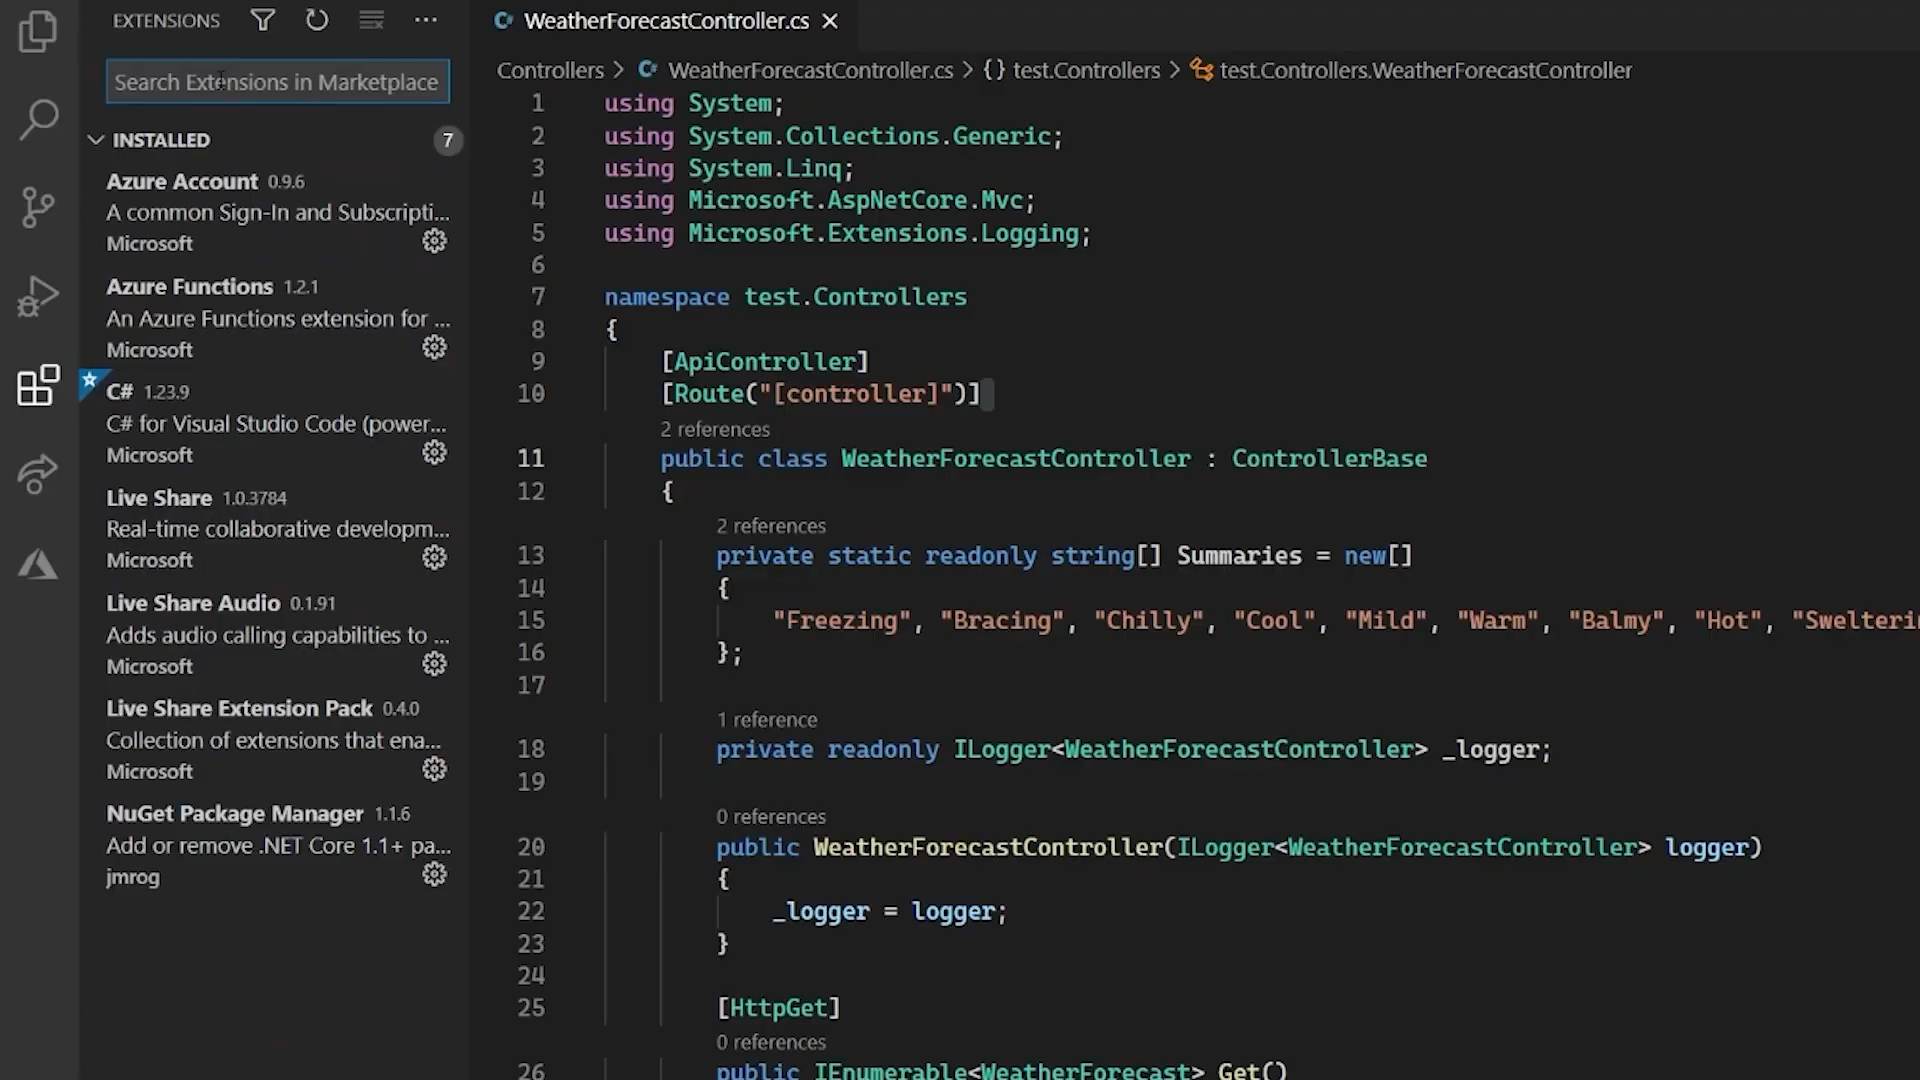 EXTENSIONS
Search Extensions in Marketplace
INSTALLED 7
Azure Account 0.9.6
A common Sign-In and Subscripti...
Microsoft
Azure Functions 1.2.1
An Azure Functions extension for ...
Microsoft
C# 1.23.9
C# for Visual Studio Code (power...
Microsoft
Live Share 1.0.3784
Real-time collaborative developm...
Microsoft
Live Share Audio 0.1.91
Adds audio calling capabilities to ...
Microsoft
Live Share Extension Pack 0.4.0
Collection of extensions that ena...
Microsoft
NuGet Package Manager 1.1.6
Add or remove .NET Core 1.1+ pa...
jmrog
WeatherForecastController.cs
Controllers > WeatherForecastController.cs > {} test.Controllers > test.Controllers.WeatherForecastController
1 using System;
2 using System.Collections.Generic;
3 using System.Linq;
4 using Microsoft.AspNetCore.Mvc;
5 using Microsoft.Extensions.Logging;
6
7 namespace test.Controllers
8 {
9 [ApiController]
10 [Route("[controller]")]
2 references
11 public class WeatherForecastController : ControllerBase
12 {
2 references
13 private static readonly string[] Summaries = new[]
14 {
15 "Freezing", "Bracing", "Chilly", "Cool", "Mild", "Warm", "Balmy", "Hot", "Swelteri
16 };
17
1 reference
18 private readonly ILogger<WeatherForecastController> _logger;
19
0 references
20 public WeatherForecastController(ILogger<WeatherForecastController> logger)
21 {
22 _logger = logger;
23 }
24
25 [HttpGet]
0 references
26 public IEnumerable<WeatherForecast> Get()